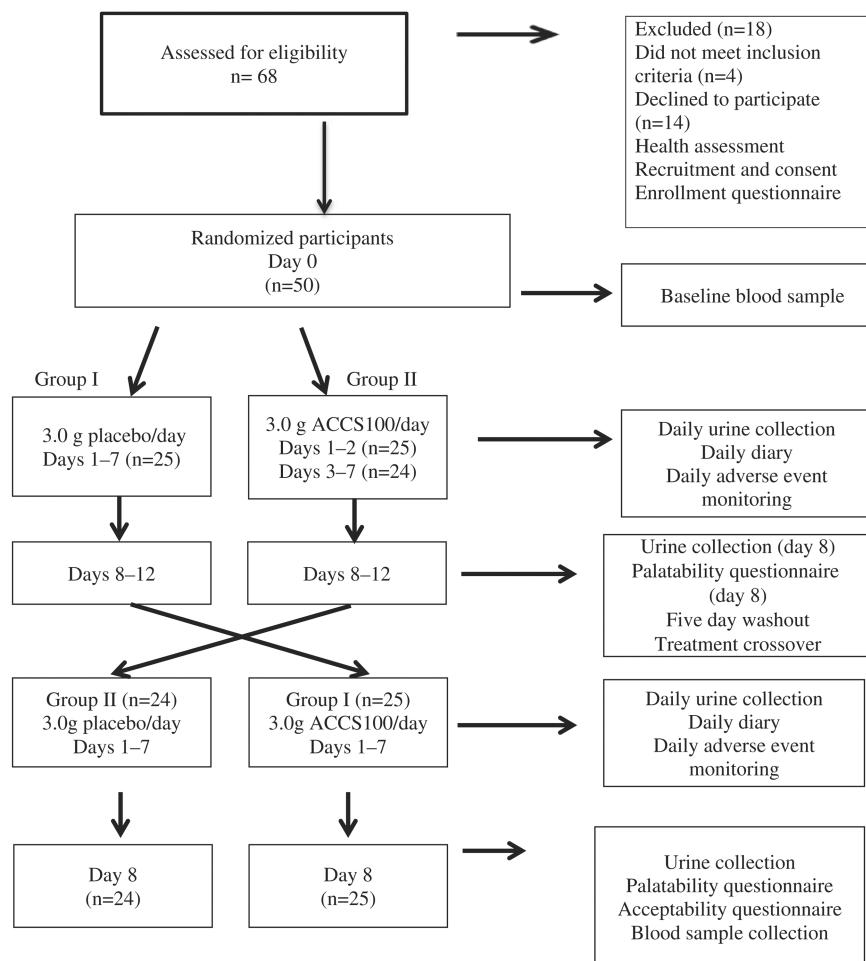 Assessed for eligibility
n= 68
Excluded (n=18)
Did not meet inclusion
criteria (n=4)
Declined to participate
(n=14)
Health assessment
Recruitment and consent
Enrollment questionnaire
Randomized participants
Day 0
(n=50)
Baseline blood sample
Group I
Group II
3.0 g placebo/day
Days 1–7 (n=25)
3.0 g ACCS100/day
Days 1–2 (n=25)
Days 3–7 (n=24)
Daily urine collection
Daily diary
Daily adverse event
monitoring
Days 8–12
Days 8–12
Urine collection (day 8)
Palatability questionnaire
(day 8)
Five day washout
Treatment crossover
Group II (n=24)
3.0g placebo/day
Days 1–7
Group I (n=25)
3.0g ACCS100/day
Days 1–7
Daily urine collection
Daily diary
Daily adverse event
monitoring
Day 8
(n=24)
Day 8
(n=25)
Urine collection
Palatability questionnaire
Acceptability questionnaire
Blood sample collection